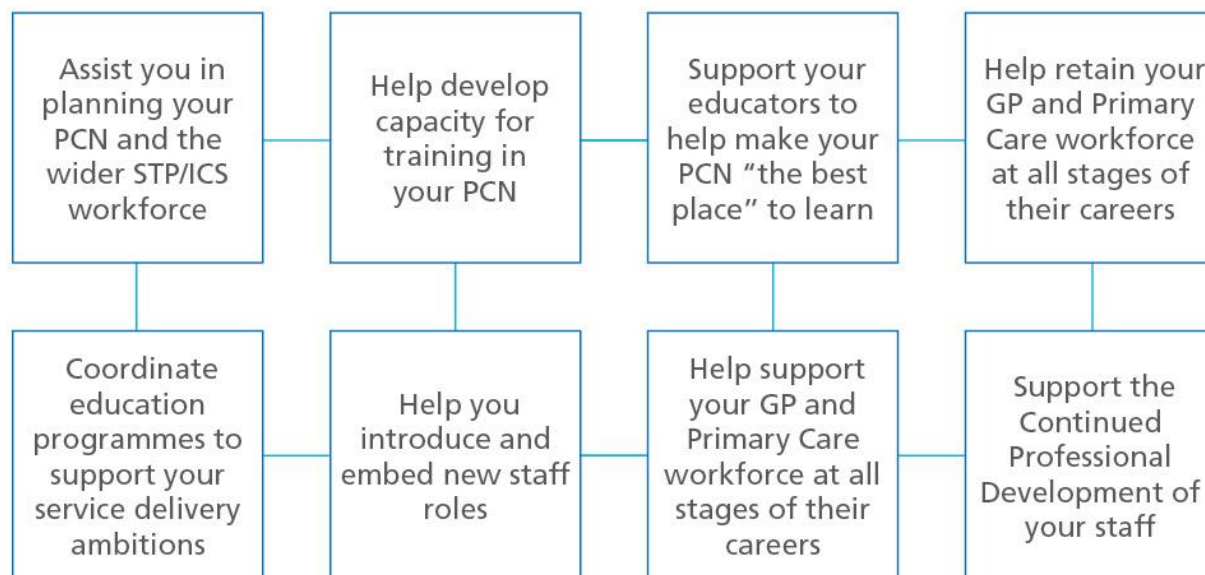 Assist you in
planning your
PCN and the
wider STP/ICS
workforce
Help develop
capacity for
training in
your PCN
Support your
educators to
help make your
PCN “the best
place” to learn
Help retain your
GP and Primary
Care workforce
at all stages of
their careers
Coordinate
education
programmes to
support your
service delivery
ambitions
Help you
introduce and
embed new staff
roles
Help support
your GP and
Primary Care
workforce at all
stages of their
careers
Support the
Continued
Professional
Development of
your staff